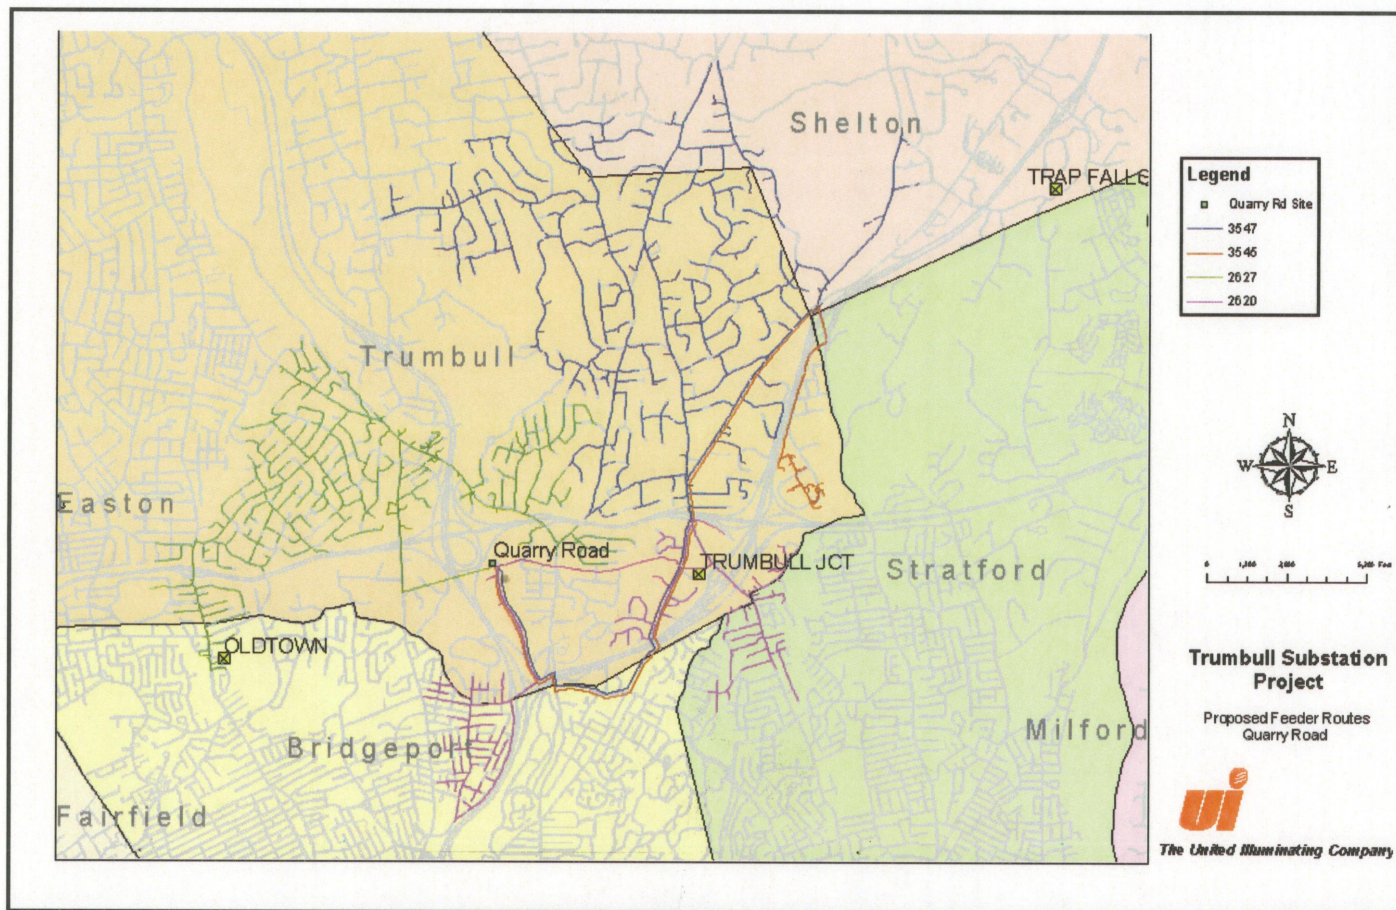 Shelton
TRAP FALLS
Trumbull
Easton
Quarry Road
TRUMBULL JCT
Stratford
OLDTOWN
Bridgeport
Milford
Fairfield
Legend
Quarry Rd Site
3547
3546
2627
2620
N
W
E
S
0
Trumbull Substation
Project
Proposed Feeder Routes
Quarry Road
ui
The United Illuminating Company